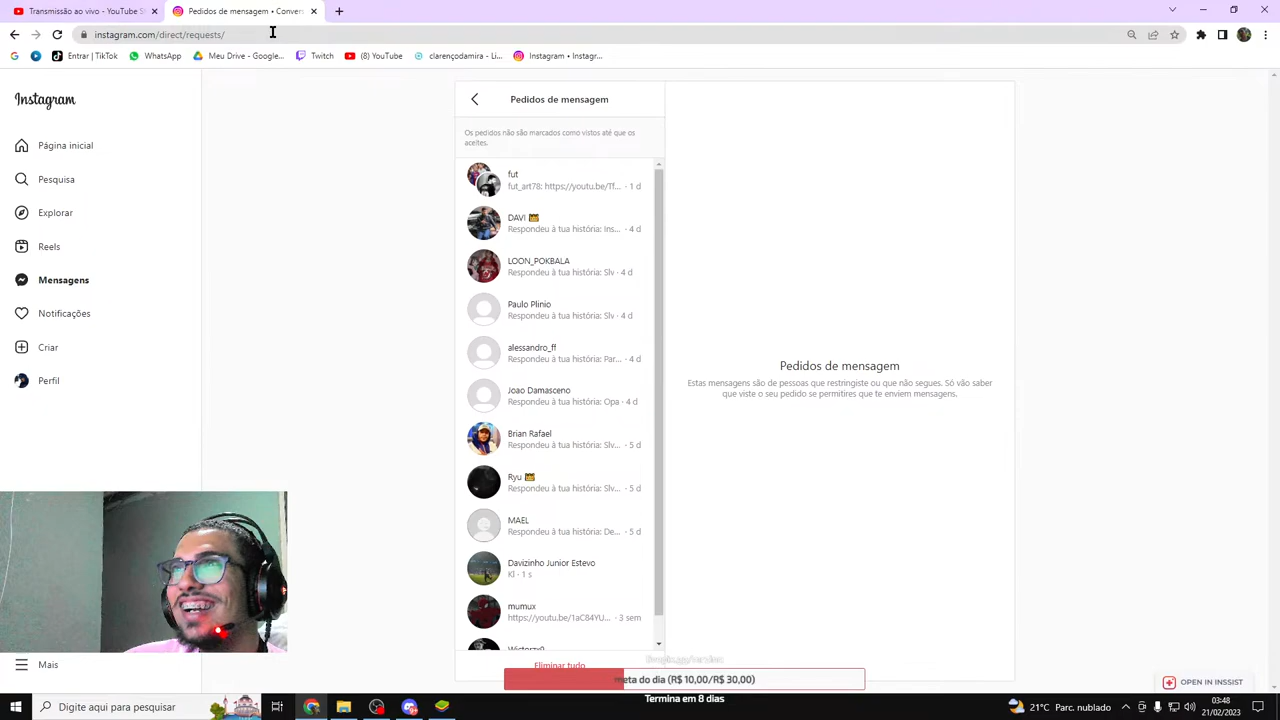 Transmissão ao vivo - YouTube St
Pedidos de mensagem • Conver
instagram.com/direct/requests/
Entrar | TikTok
WhatsApp
Meu Drive - Google...
Twitch
(8) YouTube
clarençodamira - Li...
Instagram • Instagr...
Instagram
Pedidos de mensagem
Os pedidos não são marcados como vistos até que os
aceites.
Página inicial
Pesquisa
Explorar
Reels
Mensagens
Notificações
Criar
Perfil
Mais
fut
fut_art78: https://youtu.be/Tf... · 1 d
DAVI
Respondeu à tua história: Ins... · 4 d
LOON_POKBALA
Respondeu à tua história: Slv · 4 d
Paulo Plinio
Respondeu à tua história: Slv · 4 d
alessandro_ff
Respondeu à tua história: Par... · 4 d
Joao Damasceno
Respondeu à tua história: Opa · 4 d
Brian Rafael
Respondeu à tua história: Slv... · 5 d
Ryu
Respondeu à tua história: Slv... · 5 d
MAEL
Respondeu à tua história: De... · 5 d
Davizinho Junior Estevo
Kl · 1 s
mumux
https://youtu.be/1aC84YU... · 3 sem
Eliminar tudo
Pedidos de mensagem
Estas mensagens são de pessoas que restringiste ou que não segues. Só vão saber
que viste o seu pedido se permitires que te enviem mensagens.
meta do dia (R$ 10,00/R$ 30,00)
Termina em 8 dias
OPEN IN INSSIST
Digite aqui para pesquisar
21°C Parc. nublado
03:48
21/02/2023